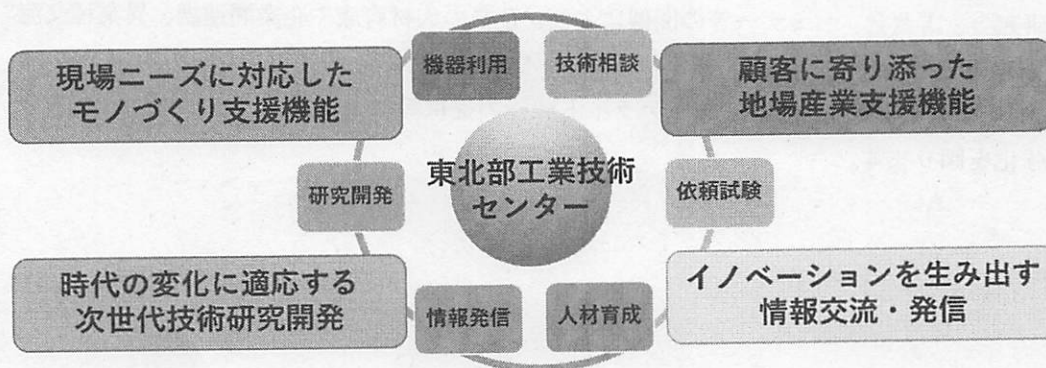 機器利用
技術相談
現場ニーズに対応した
モノづくり支援機能
顧客に寄り添った
地場産業支援機能
東北部工業技術
センター
研究開発
依頼試験
時代の変化に適応する
次世代技術研究開発
イノベーションを生み出す
情報交流・発信
情報発信
人材育成